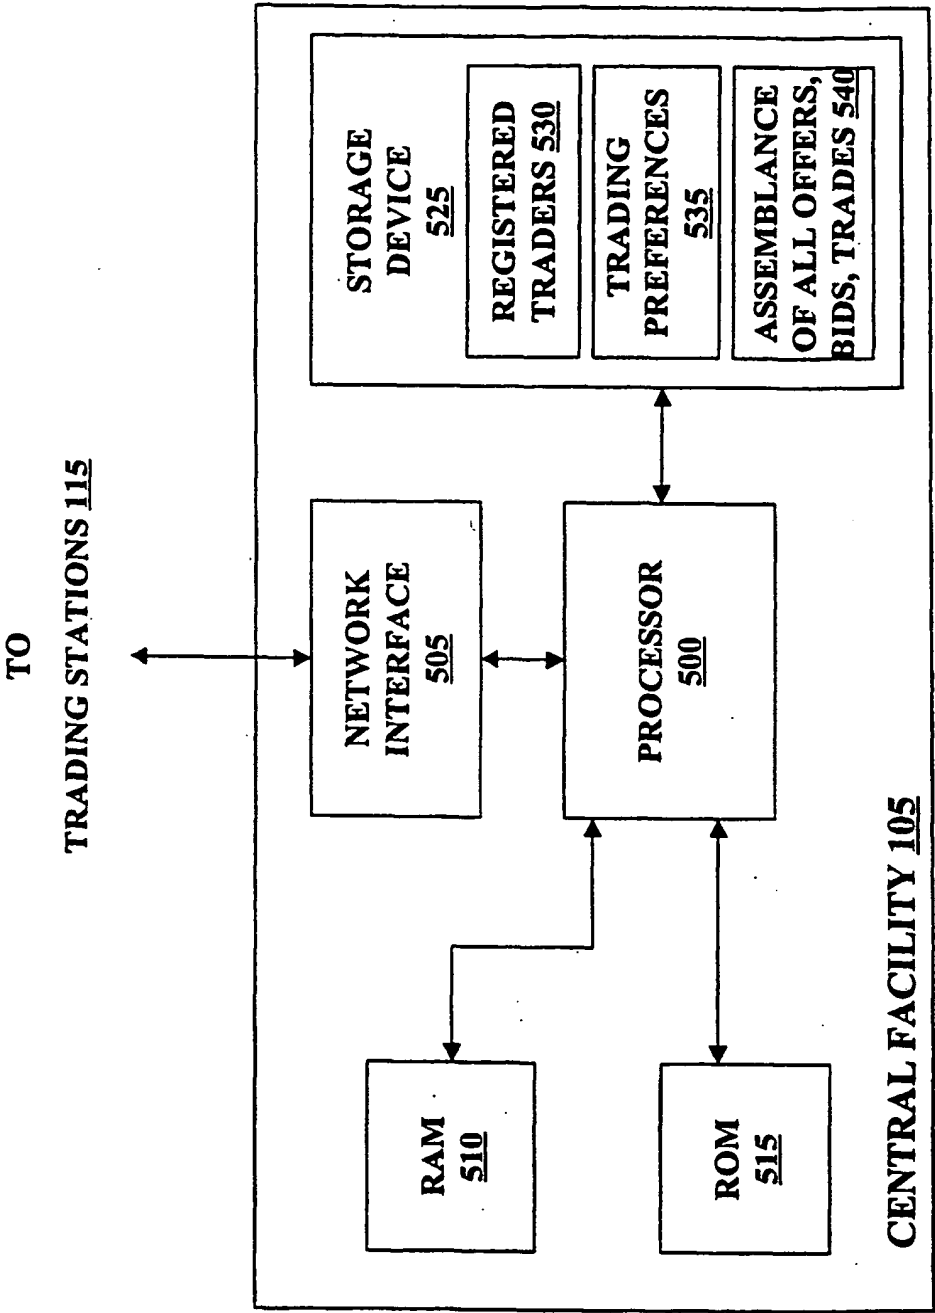 TO
TRADING STATIONS 115
STORAGE
DEVICE
525
REGISTERED
TRADERS 530
TRADING
PREFERENCES
535
ASSEMBLANCE
OF ALL OFFERS,
BIDS, TRADES 540
NETWORK
INTERFACE
505
PROCESSOR
500
RAM
510
ROM
515
CENTRAL FACILITY 105